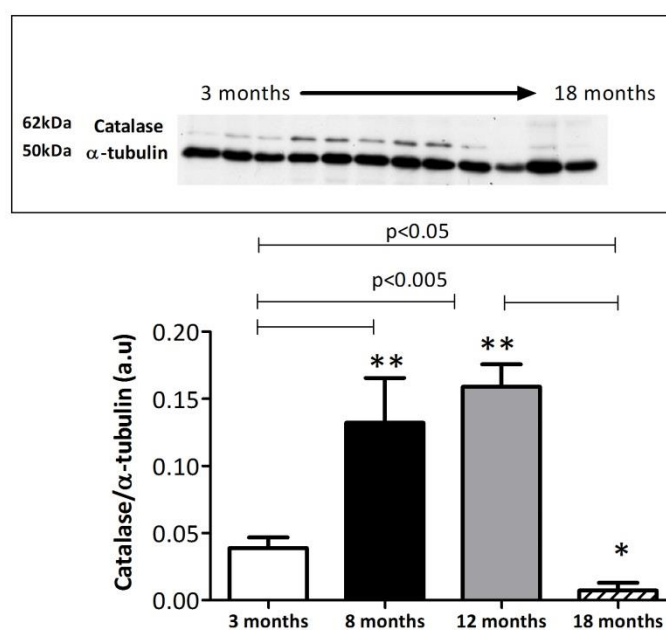 3 months 18 months
62kDa Catalase
50kDa α-tubulin
p<0.05
p<0.005
Catalase/α-tubulin (a.u)
0.20
0.15
0.10
0.05
0.00
**
**
*
3 months 8 months 12 months 18 months